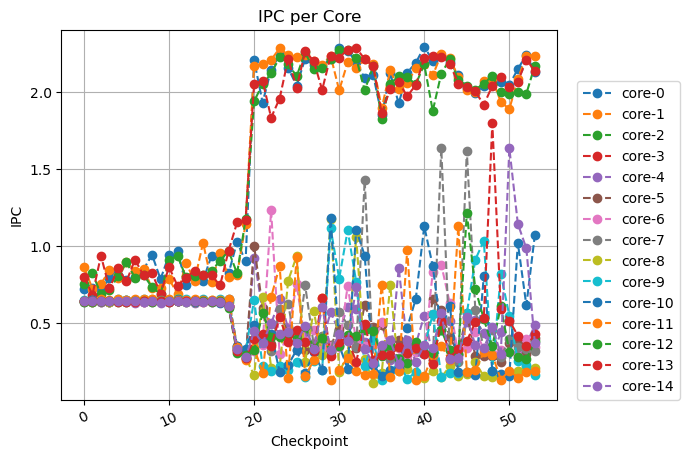 IPC per Core
IPC
2.0
1.5
1.0
0.5
0
10
20
30
40
50
Checkpoint
core-0
core-1
core-2
core-3
core-4
core-5
core-6
core-7
core-8
core-9
core-10
core-11
core-12
core-13
core-14